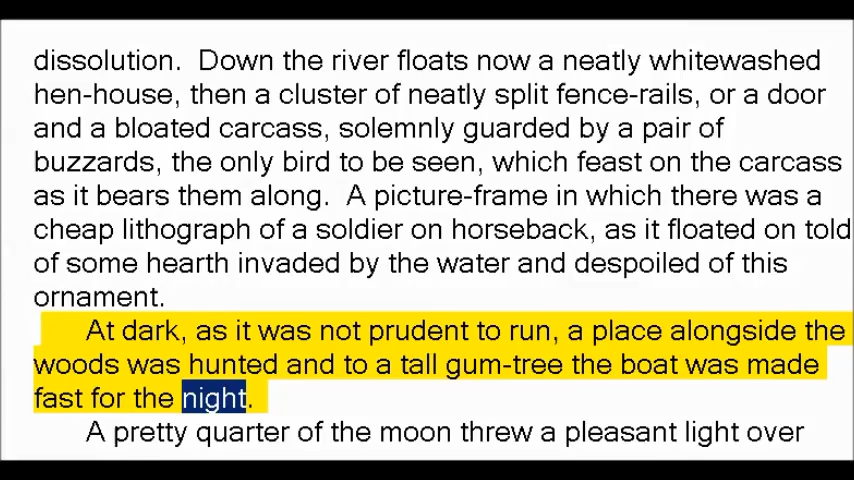 dissolution.  Down the river floats now a neatly whitewashed
hen-house, then a cluster of neatly split fence-rails, or a door
and a bloated carcass, solemnly guarded by a pair of
buzzards, the only bird to be seen, which feast on the carcass
as it bears them along.  A picture-frame in which there was a
cheap lithograph of a soldier on horseback, as it floated on told
of some hearth invaded by the water and despoiled of this
ornament.
At dark, as it was not prudent to run, a place alongside the
woods was hunted and to a tall gum-tree the boat was made
fast for the night.
A pretty quarter of the moon threw a pleasant light over